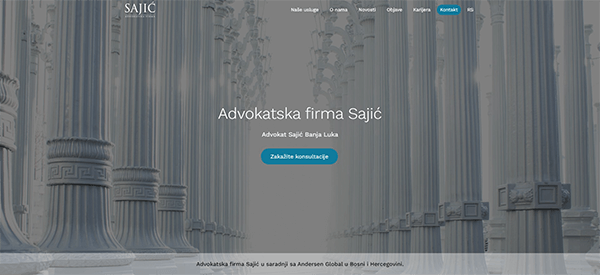 SAJIĆ
Naše usluge O nama Novosti Objave Karijera Kontakt RS
Advokatska firma Sajić
Advokat Sajić Banja Luka
Zakažite konsultacije
Advokatska firma Sajić u saradnji sa Andersen Global u Bosni i Hercegovini.